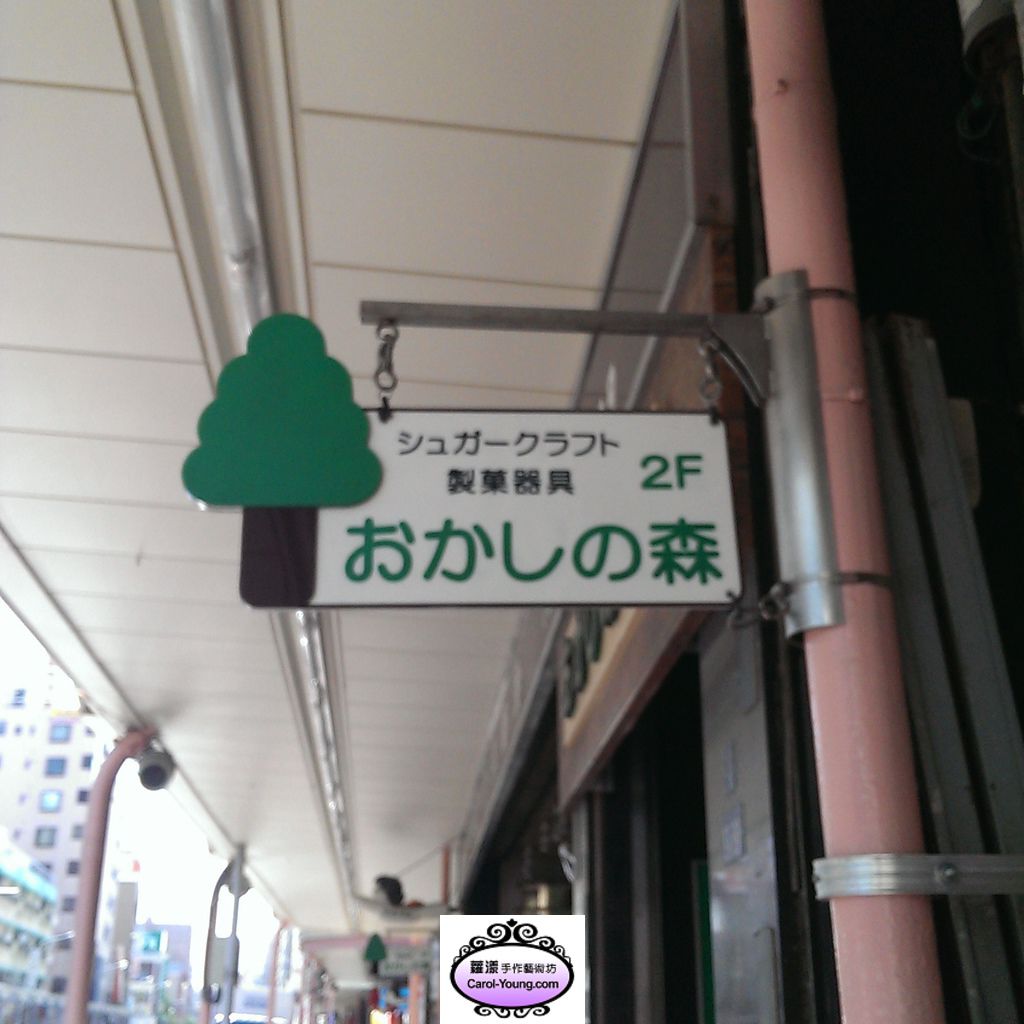 シュガークラフト
製菓器具
2F
おかしの森
蘿漾手作藝術坊
Carol-Young.com